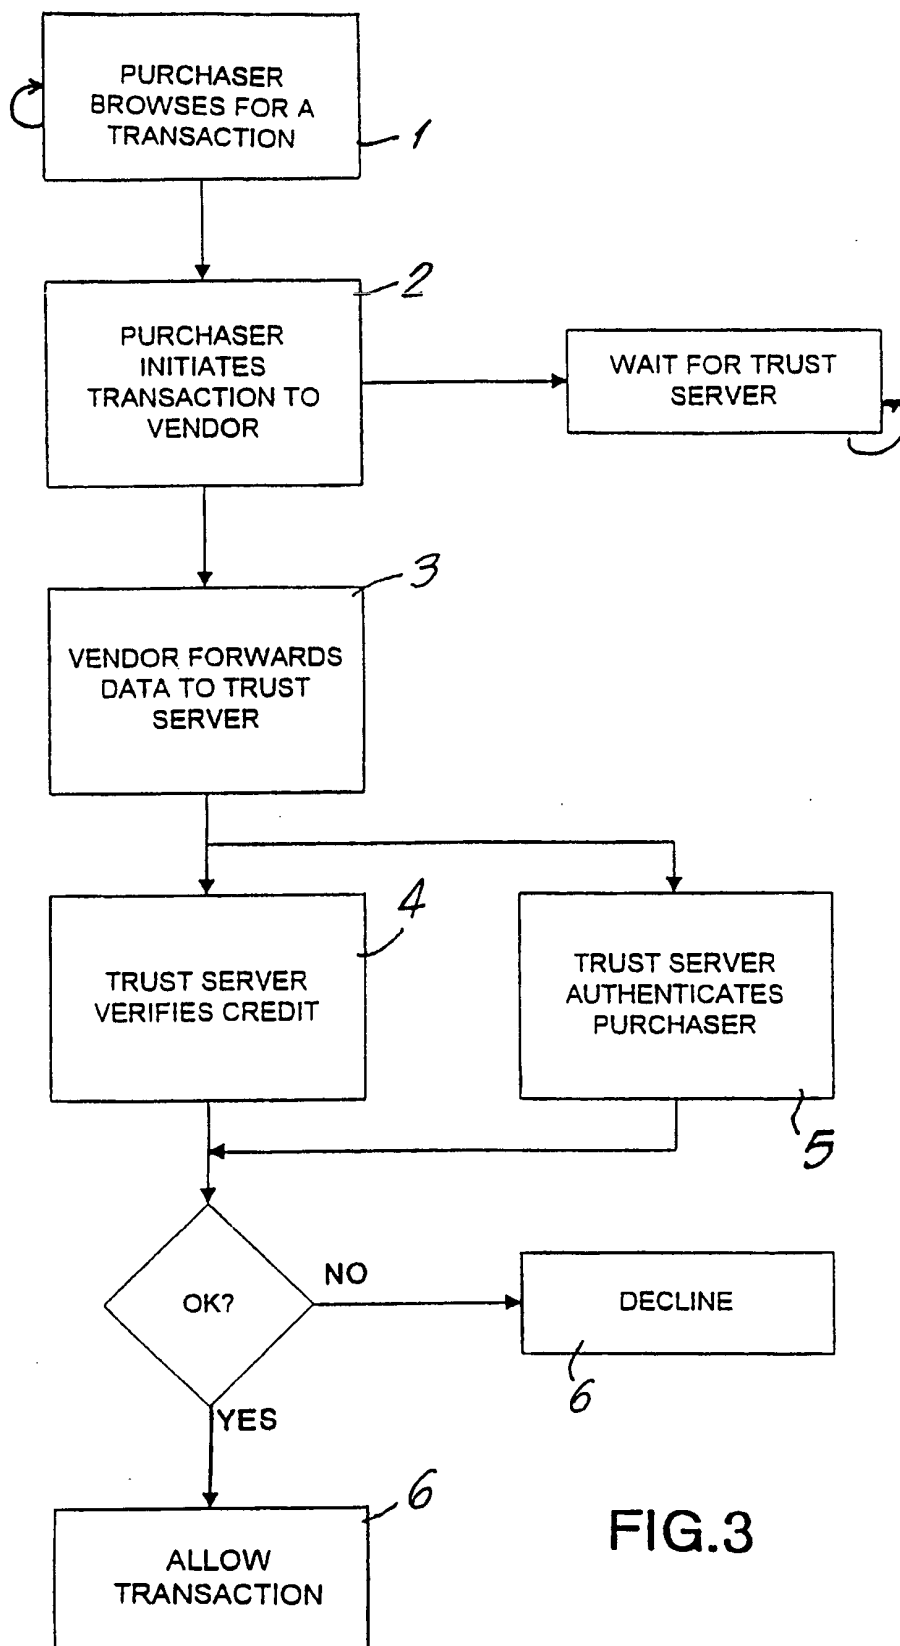 PURCHASER
BROWSES FOR A
TRANSACTION
1
2
PURCHASER
INITIATES
TRANSACTION TO
VENDOR
WAIT FOR TRUST
SERVER
3
VENDOR FORWARDS
DATA TO TRUST
SERVER
4
TRUST SERVER
VERIFIES CREDIT
TRUST SERVER
AUTHENTICATES
PURCHASER
5
OK?
NO
DECLINE
6
YES
6
ALLOW
TRANSACTION
FIG.3